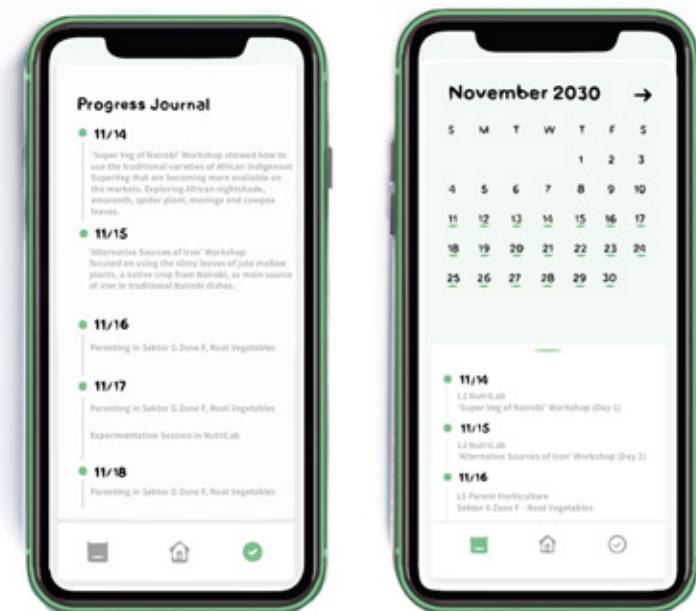 Progress Journal
11/14
'Super Veg of Nairobi' Workshop showed how to
use the traditional varieties of African indigenous
SuperVeg that are becoming more available on
the markets. Exploring African nightshade,
amaranth, spider plant, moringa and cowpea
leaves.
11/15
'Alternative Sources of Iron' Workshop
focused on using the slimy leaves of jute mallow
plants, a native crop from Nairobi, as main source
of iron in traditional Nairobi dishes.
11/16
Parenting in Sektor G Zone F, Root Vegetables
11/17
Parenting in Sektor G Zone F, Root Vegetables
Experimentation Session in NutriLab
11/18
Parenting in Sektor G Zone F, Root Vegetables
November 2030
S M T W T F S
1 2 3
4 5 6 7 8 9 10
11 12 13 14 15 16 17
18 19 20 21 22 23 24
25 26 27 28 29 30
11/14
L2 NutriLab
'Super Veg of Nairobi' Workshop (Day 1)
11/15
L2 NutriLab
'Alternative Sources of Iron' Workshop (Day 2)
11/16
L5 Parent Horticulture
Sektor G Zone F - Root Vegetables